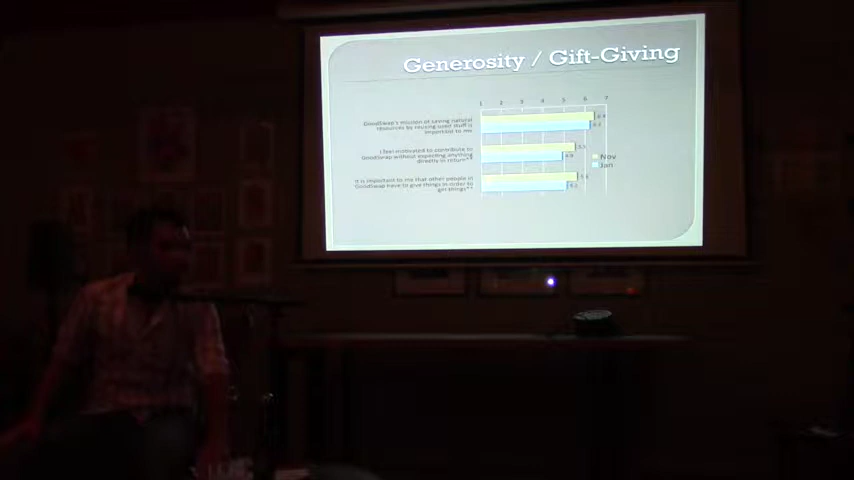 Generosity / Gift-Giving
1 2 3 4 5 6 7
GoodSwap's mission of saving natural
resources by reusing used stuff is
important to me
I feel motivated to contribute to
GoodSwap without expecting anything
directly in return**
It is important to me that other people in
GoodSwap have to give things in order to
get things**
Nov
Jan